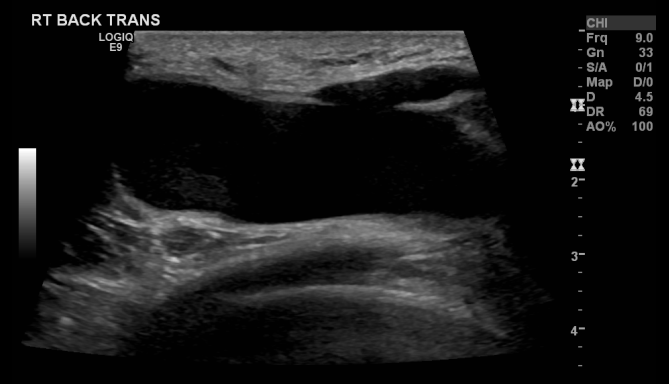 RT BACK TRANS
LOGIQ
E9
CHI
Frq 9.0
Gn 33
S/A 0/1
Map D/0
D 4.5
DR 69
AO% 100
2
3
4